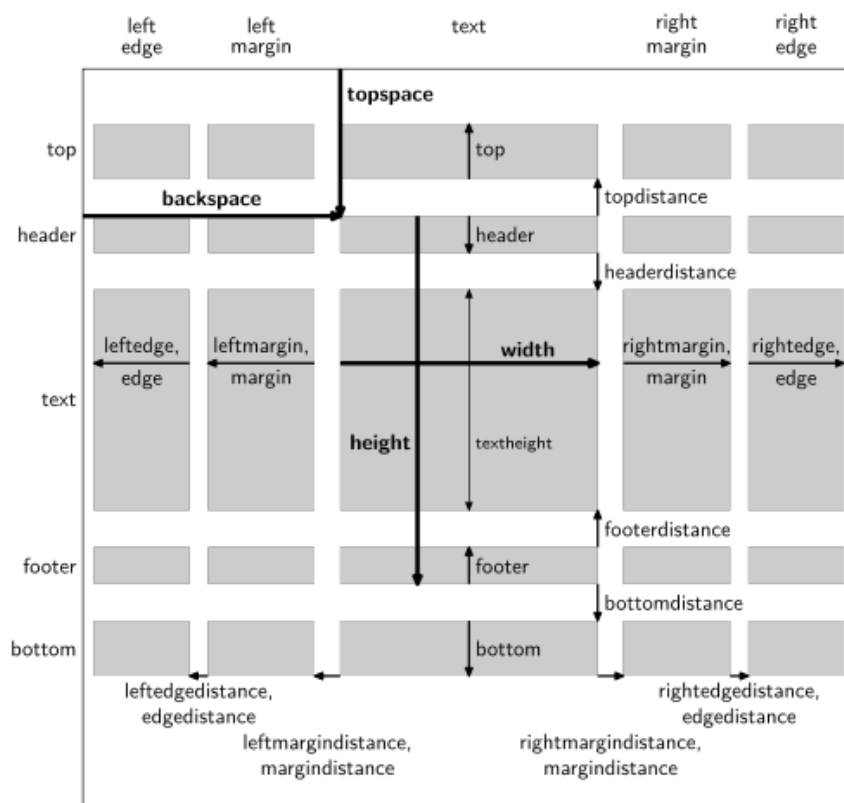 left
edge
left
margin
text
right
margin
right
edge
topspace
top
top
backspace
topdistance
header
header
headerdistance
leftedge,
edge
leftmargin,
margin
width
rightmargin,
margin
rightedge,
edge
text
height
textheight
footerdistance
footer
footer
bottomdistance
bottom
bottom
leftedgedistance,
edgedistance
rightedgedistance,
edgedistance
leftmargindistance,
margindistance
rightmargindistance,
margindistance